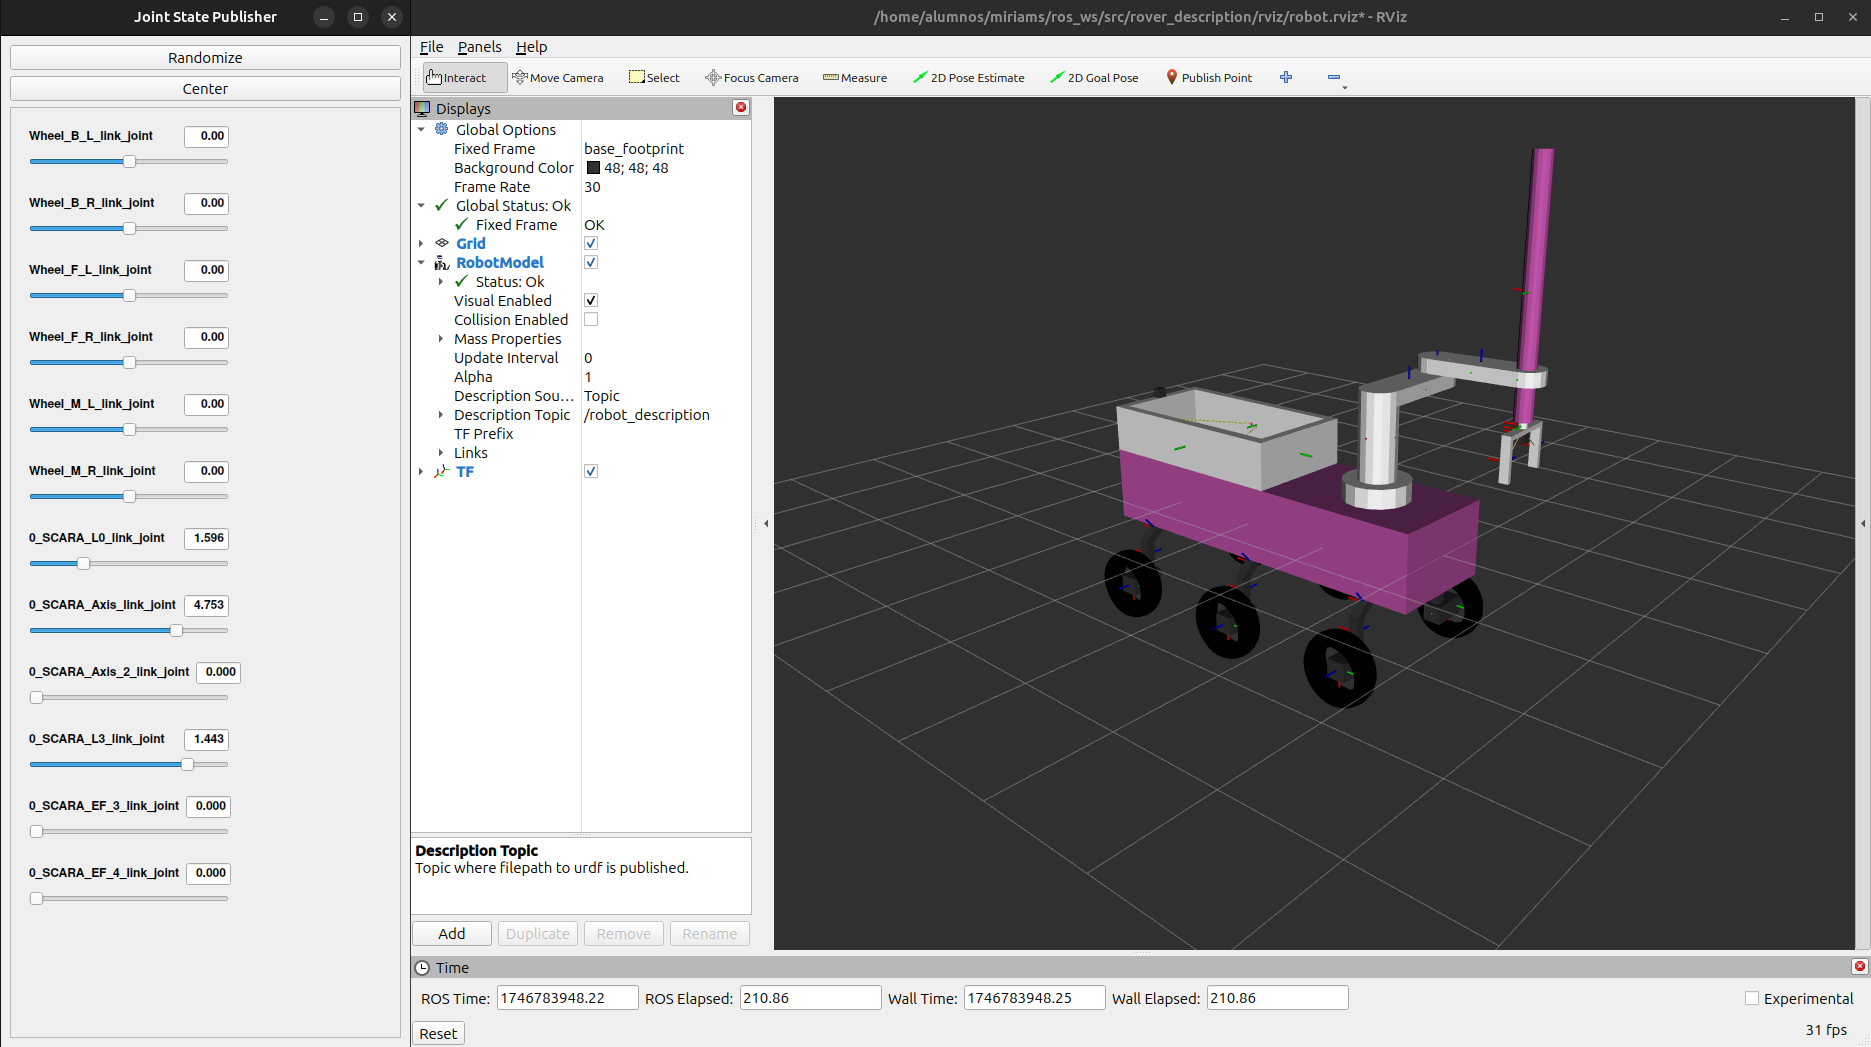 Joint State Publisher
Randomize
Center
Wheel_B_L_link_joint 0.00
Wheel_B_R_link_joint 0.00
Wheel_F_L_link_joint 0.00
Wheel_F_R_link_joint 0.00
Wheel_M_L_link_joint 0.00
Wheel_M_R_link_joint 0.00
0_SCARA_L0_link_joint 1.596
0_SCARA_Axis_link_joint 4.753
0_SCARA_Axis_2_link_joint 0.000
0_SCARA_L3_link_joint 1.443
0_SCARA_EF_3_link_joint 0.000
0_SCARA_EF_4_link_joint 0.000
/home/alumnos/miriams/ros_ws/src/rover_description/rviz/robot.rviz* - RViz
File Panels Help
Interact Move Camera Select Focus Camera Measure 2D Pose Estimate 2D Goal Pose Publish Point
Displays
Global Options
Fixed Frame base_footprint
Background Color 48; 48; 48
Frame Rate 30
Global Status: Ok
Fixed Frame OK
Grid
RobotModel
Status: Ok
Visual Enabled
Collision Enabled
Mass Properties
Update Interval 0
Alpha 1
Description Sou... Topic
Description Topic /robot_description
TF Prefix
Links
TF
Description Topic
Topic where filepath to urdf is published.
Add Duplicate Remove Rename
Time
ROS Time: 1746783948.22 ROS Elapsed: 210.86 Wall Time: 1746783948.25 Wall Elapsed: 210.86 Experimental
Reset 31 fps